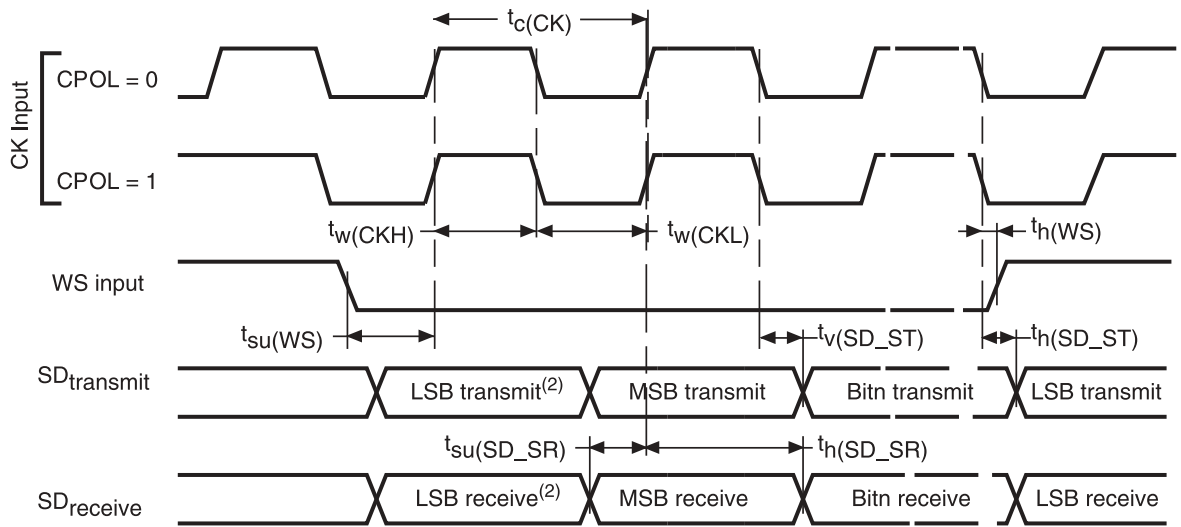 tc(CK)
CK Input
CPOL = 0
CPOL = 1
tw(CKH)
tw(CKL)
th(WS)
WS input
tsu(WS)
tv(SD_ST)
th(SD_ST)
SDtransmit
LSB transmit(2)
MSB transmit
Bitn transmit
LSB transmit
tsu(SD_SR)
th(SD_SR)
SDreceive
LSB receive(2)
MSB receive
Bitn receive
LSB receive